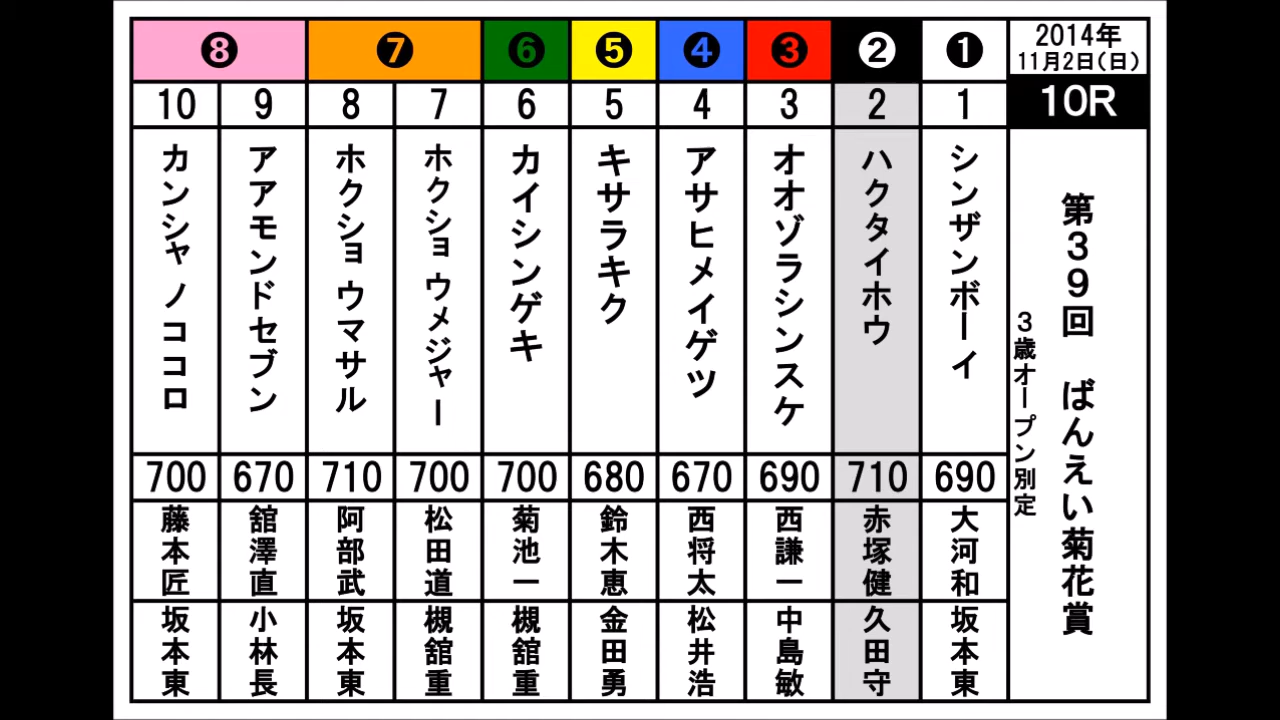 2014年
11月2日(日)
10R
第39回 ばんえい菊花賞
3歳オープン別定
❶
1
シンザンボーイ
690
大河和
坂本東
❷
2
ハクタイホウ
710
赤塚健
久田守
❸
3
オオゾラシンスケ
690
西謙一
中島敏
❹
4
アサヒメイゲツ
670
西将太
松井浩
❺
5
キサラキク
680
鈴木恵
金田勇
❻
6
カイシンゲキ
700
菊池一
槻舘重
❼
7
ホクショウメジャー
700
松田道
槻舘重
8
ホクショウマサル
710
阿部武
坂本東
❽
9
アアモンドセブン
670
舘澤直
小林長
10
カンシャノココロ
700
藤本匠
坂本東